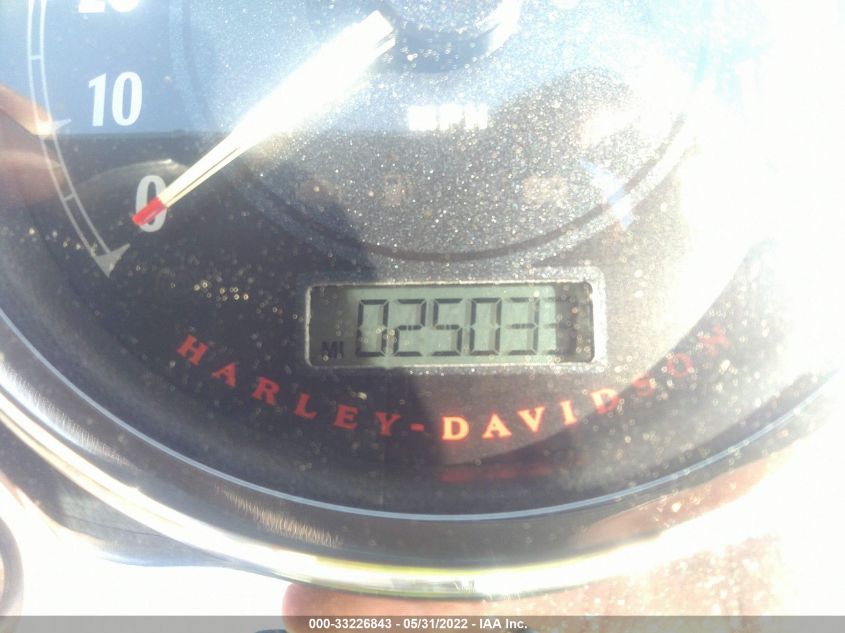 10
0
MPH
MI 02503
HARLEY-DAVIDSON
000-33226843 - 05/31/2022 - IAA Inc.